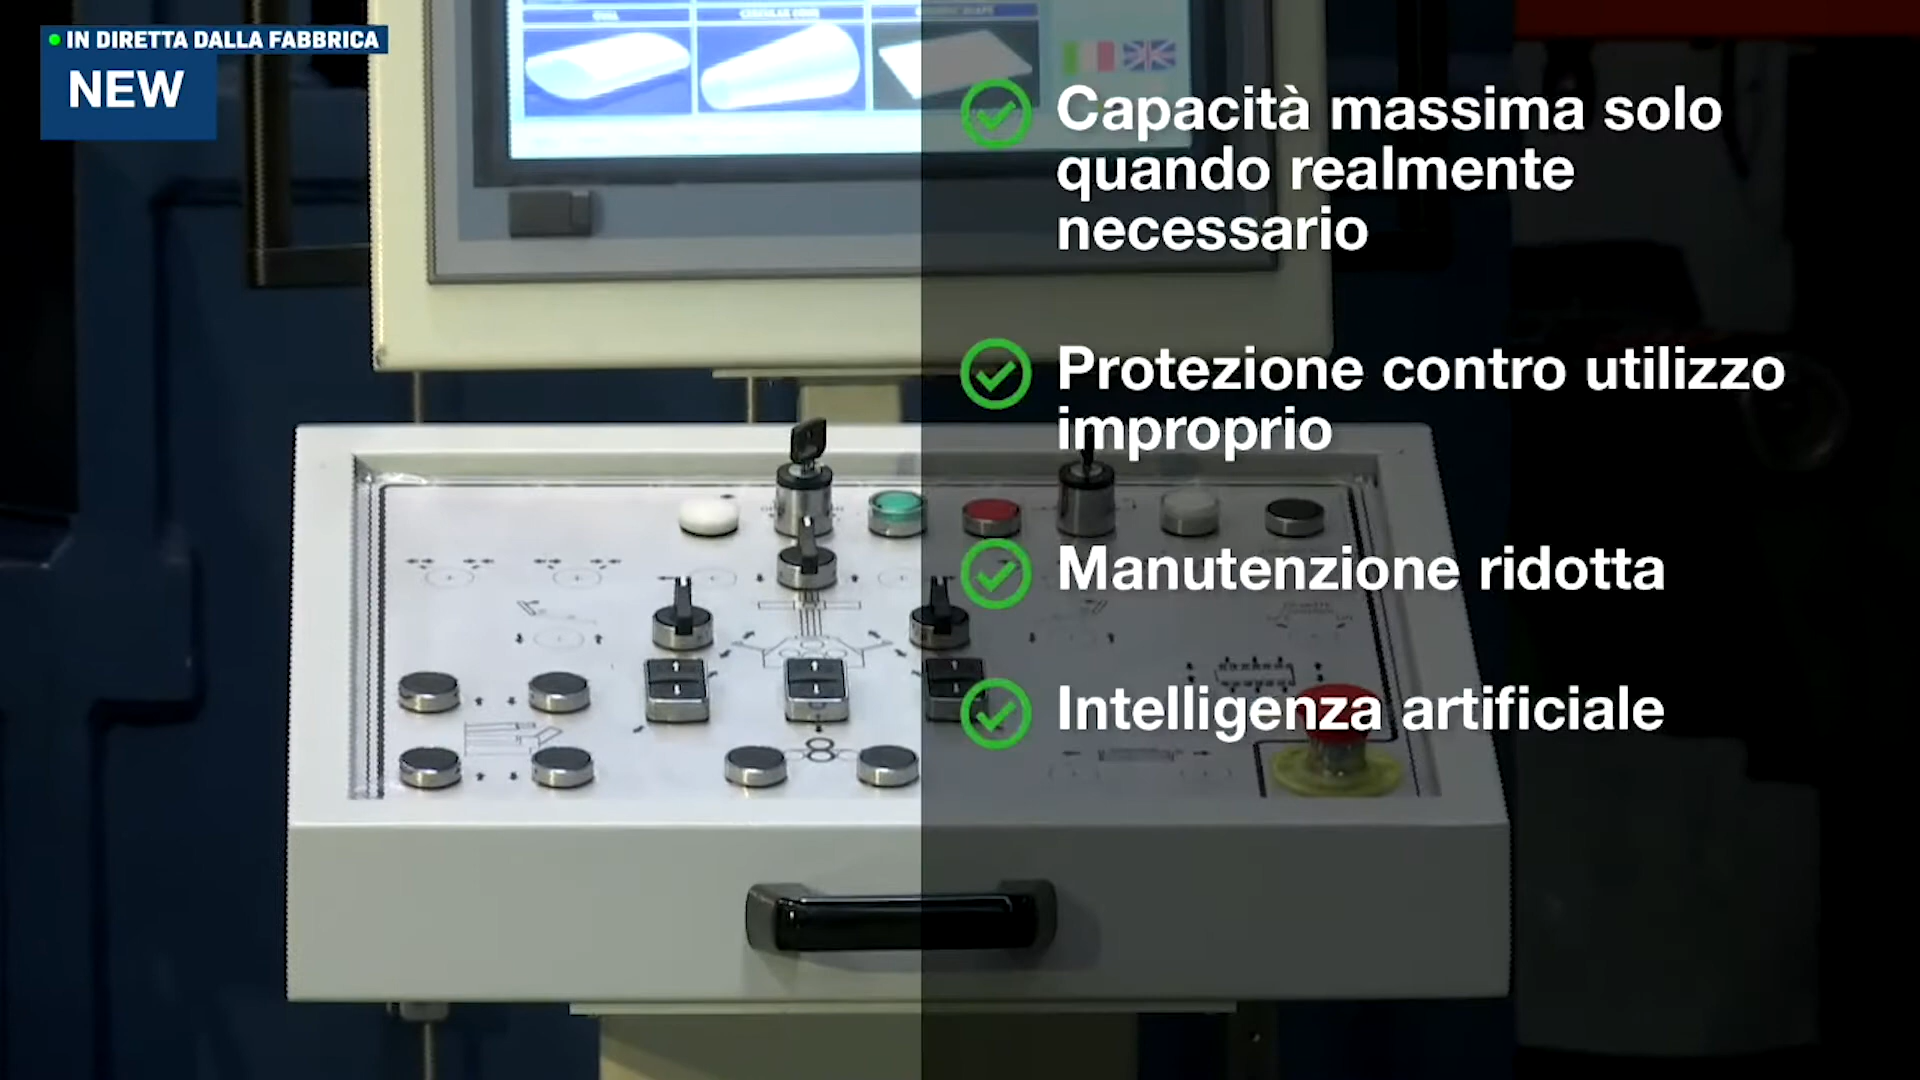 IN DIRETTA DALLA FABBRICA
NEW
OVAL
Capacità massima solo
quando realmente
necessario
Protezione contro utilizzo
improprio
Manutenzione ridotta
Intelligenza artificiale